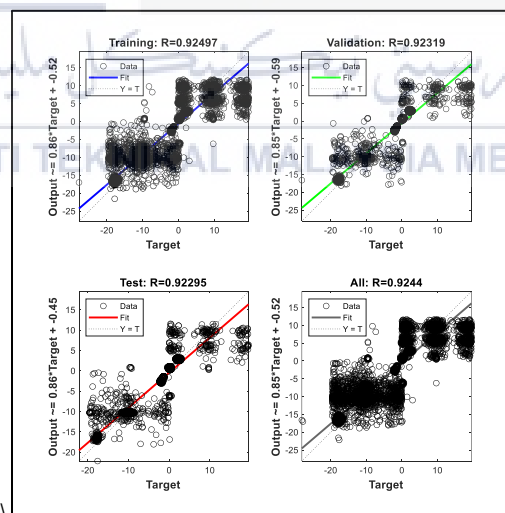 Training: R=0.92497
Output ~= 0.86*Target + -0.52
15
10
5
0
-5
-10
-15
-20
-25
Data
Fit
Y = T
-20 -10 0 10
Target
Validation: R=0.92319
Output ~= 0.85*Target + -0.59
15
10
5
0
-5
-10
-15
-20
-25
Data
Fit
Y = T
-20 -10 0 10
Target
TI TEKNIKAL MALAYSIA ME
Test: R=0.92295
Output ~= 0.86*Target + -0.45
15
10
5
0
-5
-10
-15
-20
Data
Fit
Y = T
-20 -10 0 10
Target
All: R=0.9244
Output ~= 0.85*Target + -0.52
15
10
5
0
-5
-10
-15
-20
-25
Data
Fit
Y = T
-20 -10 0 10
Target
\